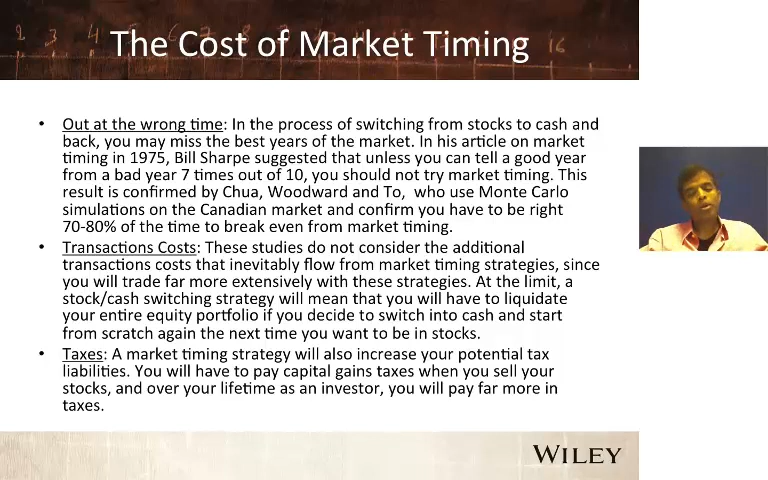 The Cost of Market Timing
• Out at the wrong time: In the process of switching from stocks to cash and
back, you may miss the best years of the market. In his article on market
timing in 1975, Bill Sharpe suggested that unless you can tell a good year
from a bad year 7 times out of 10, you should not try market timing. This
result is confirmed by Chua, Woodward and To, who use Monte Carlo
simulations on the Canadian market and confirm you have to be right
70-80% of the time to break even from market timing.
• Transactions Costs: These studies do not consider the additional
transactions costs that inevitably flow from market timing strategies, since
you will trade far more extensively with these strategies. At the limit, a
stock/cash switching strategy will mean that you will have to liquidate
your entire equity portfolio if you decide to switch into cash and start
from scratch again the next time you want to be in stocks.
• Taxes: A market timing strategy will also increase your potential tax
liabilities. You will have to pay capital gains taxes when you sell your
stocks, and over your lifetime as an investor, you will pay far more in
taxes.
WILEY